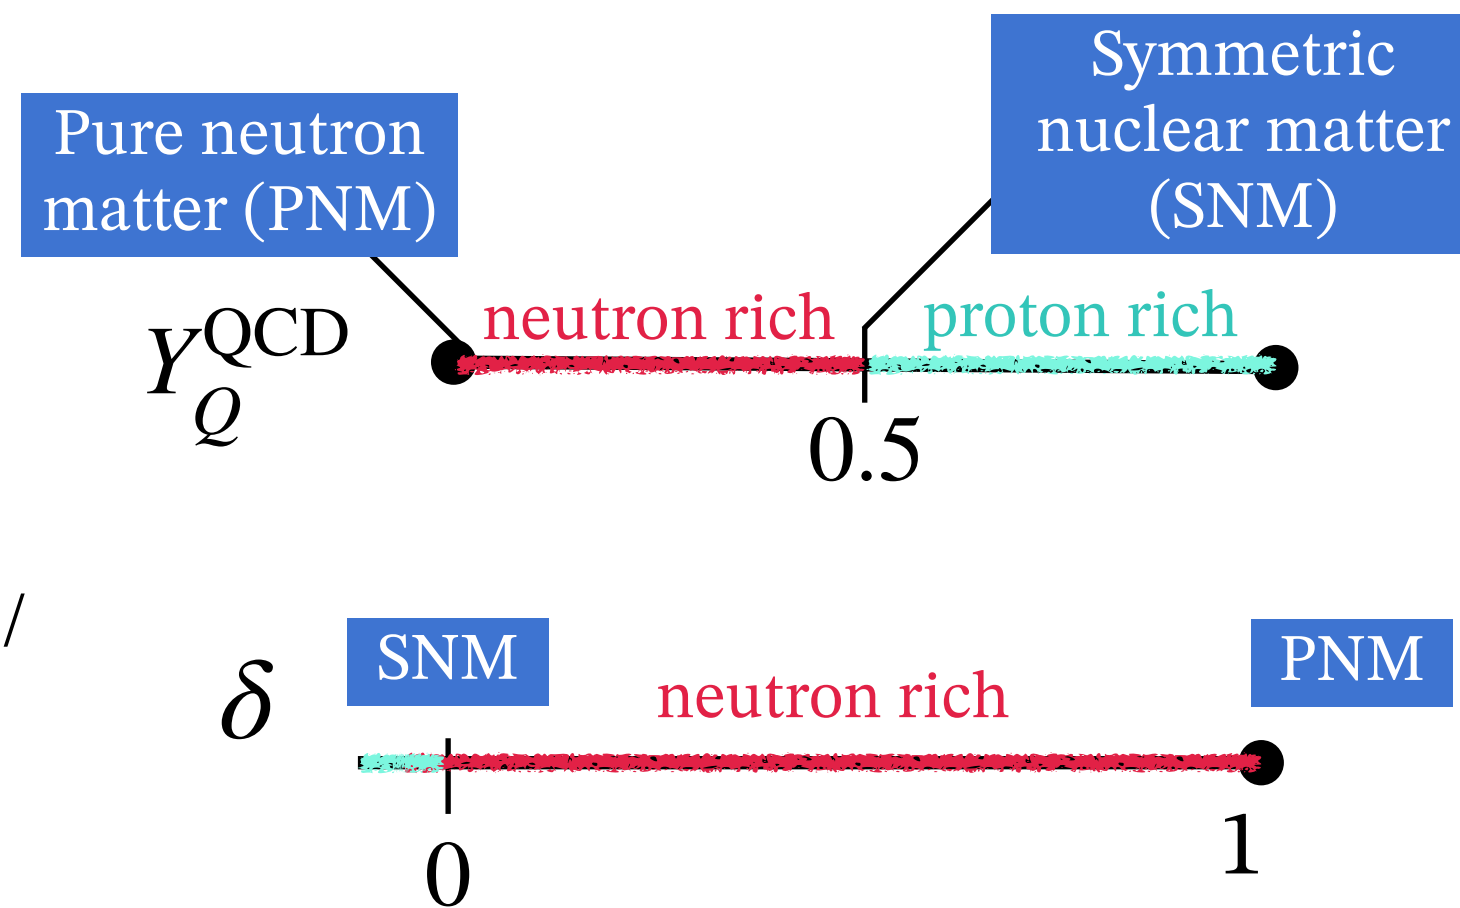 Symmetric
nuclear matter
(SNM)
Pure neutron
matter (PNM)
neutron rich
proton rich
Y_Q^QCD
0.5
/
SNM
PNM
δ
neutron rich
0
1